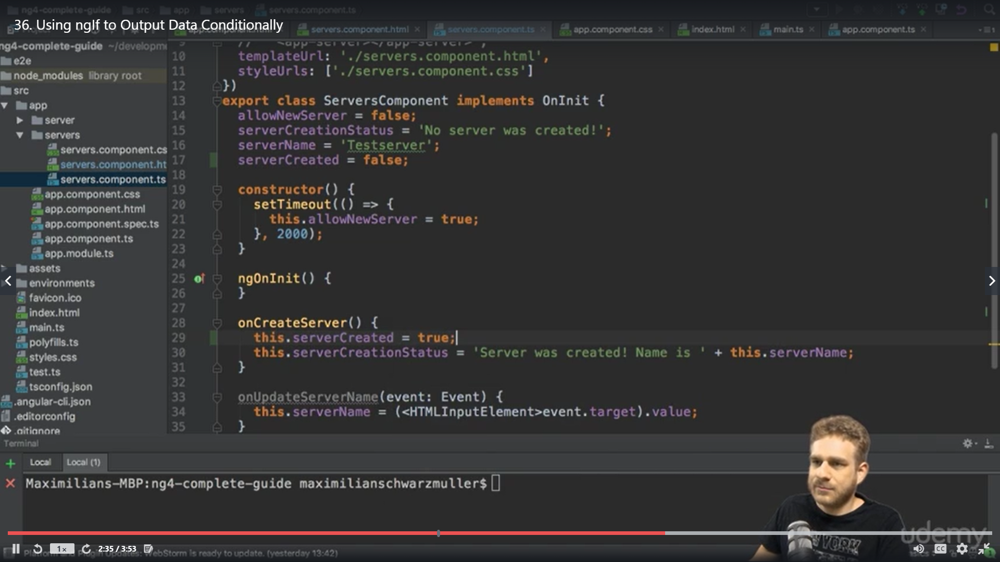 ng4-complete-guide src app servers servers.component.ts
36. Using ngIf to Output Data Conditionally
servers.component.html
servers.component.ts
app.component.css
index.html
main.ts
app.component.ts
ng4-complete-guide ~/developme
e2e
node_modules library root
src
app
server
servers
servers.component.cs
servers.component.ht
servers.component.ts
app.component.css
app.component.html
app.component.spec.ts
app.component.ts
app.module.ts
assets
environments
favicon.ico
index.html
main.ts
polyfills.ts
styles.css
test.ts
tsconfig.json
.angular-cli.json
.editorconfig
.gitignore
9 // <app-server></app-server>`,
10 templateUrl: './servers.component.html',
11 styleUrls: ['./servers.component.css']
12 })
13 export class ServersComponent implements OnInit {
14 allowNewServer = false;
15 serverCreationStatus = 'No server was created!';
16 serverName = 'Testserver';
17 serverCreated = false;
18
19 constructor() {
20 setTimeout(() => {
21 this.allowNewServer = true;
22 }, 2000);
23 }
24
25 ngOnInit() {
26 }
27
28 onCreateServer() {
29 this.serverCreated = true;
30 this.serverCreationStatus = 'Server was created! Name is ' + this.serverName;
31 }
32
33 onUpdateServerName(event: Event) {
34 this.serverName = (<HTMLInputElement>event.target).value;
35 }
Terminal
Local Local (1)
Maximilians-MBP:ng4-complete-guide maximilianschwarzmuller$
udemy
YORK
1x 2:35 / 3:53
CC
Updates: WebStorm is ready to update. (yesterday 13:42)